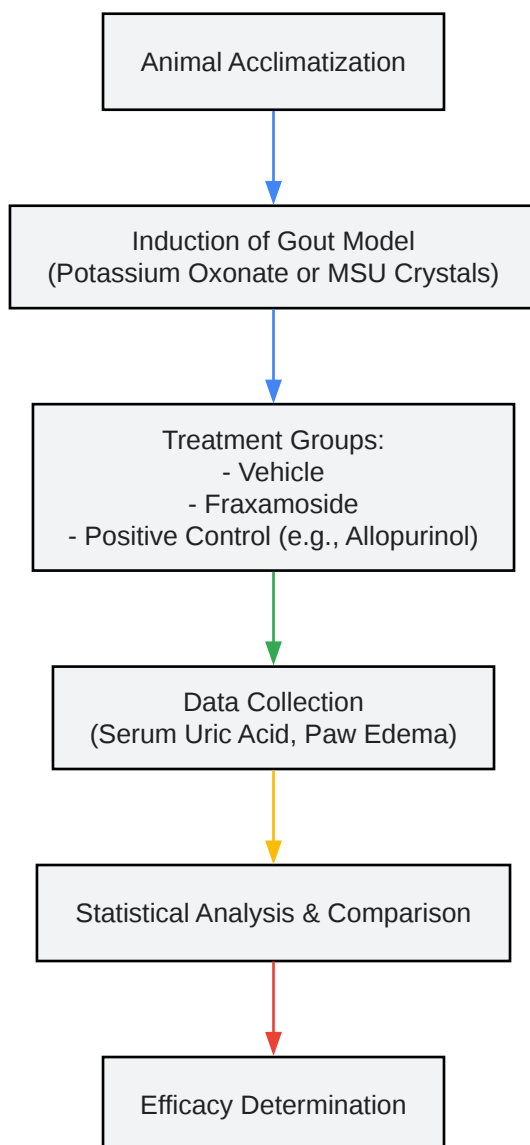 Animal Acclimatization
Induction of Gout Model
(Potassium Oxonate or MSU Crystals)
Treatment Groups:
- Vehicle
- Fraxamoside
- Positive Control (e.g., Allopurinol)
Data Collection
(Serum Uric Acid, Paw Edema)
Statistical Analysis & Comparison
Efficacy Determination